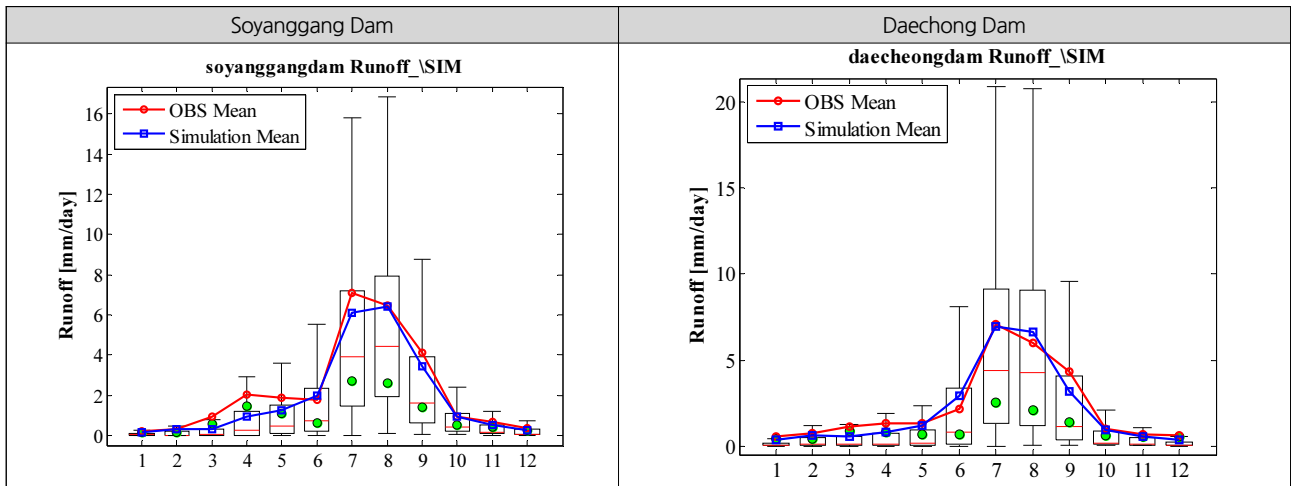 Soyanggang Dam
Daechong Dam
soyanggangdam Runoff_\SIM
OBS Mean
Simulation Mean
Runoff [mm/day]
16
14
12
10
8
6
4
2
0
1 2 3 4 5 6 7 8 9 10 11 12
daecheongdam Runoff_\SIM
OBS Mean
Simulation Mean
Runoff [mm/day]
20
15
10
5
0
1 2 3 4 5 6 7 8 9 10 11 12